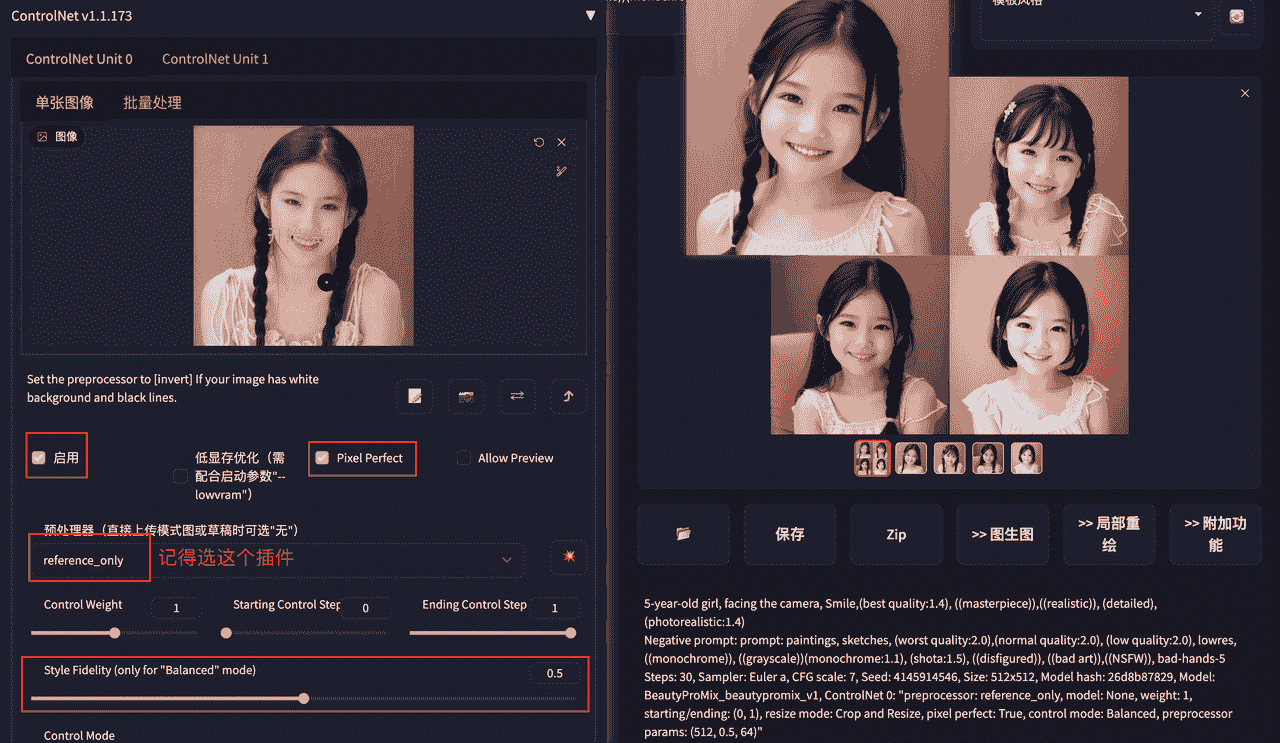 ControlNet v1.1.173
ControlNet Unit 0
ControlNet Unit 1
单张图像
批量处理
图像
Set the preprocessor to [invert] If your image has white
background and black lines.
启用
低显存优化（需
配合启动参数"--
lowvram"）
Pixel Perfect
Allow Preview
预处理器（直接上传模式图或草稿时可选"无"）
reference_only
记得选这个插件
Control Weight
1
Starting Control Step
0
Ending Control Step
1
Style Fidelity (only for "Balanced" mode)
0.5
Control Mode
模板风格
保存
Zip
>> 图生图
>> 局部重
绘
>> 附加功
能
5-year-old girl, facing the camera, Smile,(best quality:1.4), ((masterpiece)),((realistic)), (detailed),
(photorealistic:1.4)
Negative prompt: prompt: paintings, sketches, (worst quality:2.0),(normal quality:2.0), (low quality:2.0), lowres,
((monochrome)), ((grayscale))(monochrome:1.1), (shota:1.5), ((disfigured)), ((bad art)),((NSFW)), bad-hands-5
Steps: 30, Sampler: Euler a, CFG scale: 7, Seed: 4145914546, Size: 512x512, Model hash: 26d8b87829, Model:
BeautyProMix_beautypromix_v1, ControlNet 0: "preprocessor: reference_only, model: None, weight: 1,
starting/ending: (0, 1), resize mode: Crop and Resize, pixel perfect: True, control mode: Balanced, preprocessor
params: (512, 0.5, 64)"